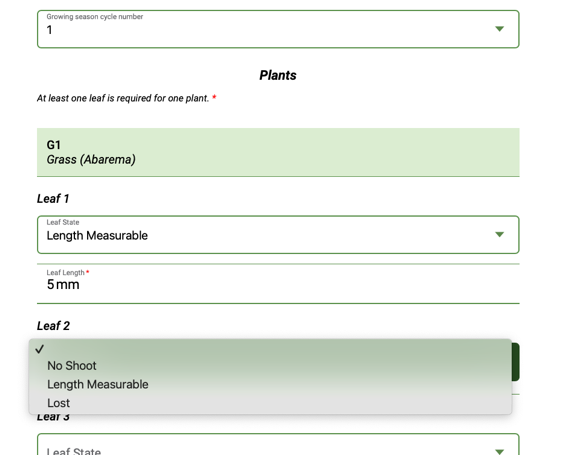 Growing season cycle number
1
Plants
At least one leaf is required for one plant. *
G1
Grass (Abarema)
Leaf 1
Leaf State
Length Measurable
Leaf Length *
5 mm
Leaf 2
No Shoot
Length Measurable
Lost
Leaf 3
Leaf State